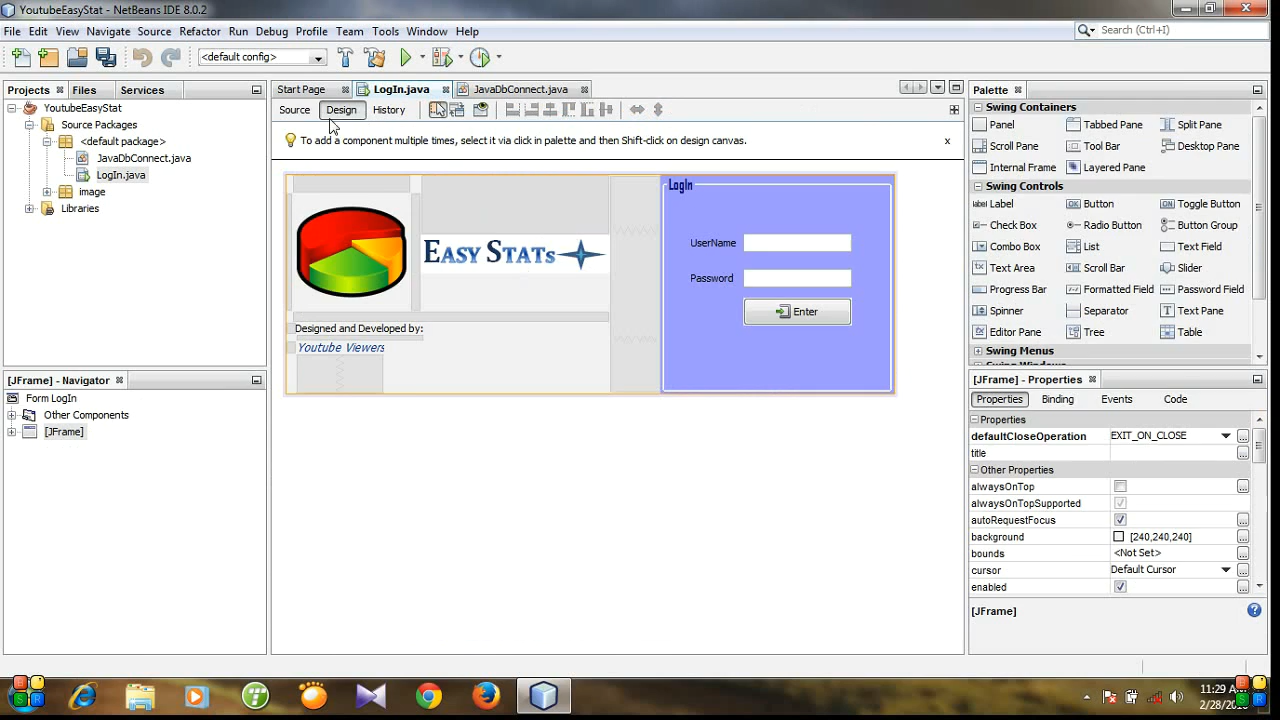 YoutubeEasyStat - NetBeans IDE 8.0.2
File Edit View Navigate Source Refactor Run Debug Profile Team Tools Window Help
Search (Ctrl+I)
<default config>
Projects Files Services
YoutubeEasyStat
Source Packages
<default package>
JavaDbConnect.java
LogIn.java
image
Libraries
[JFrame] - Navigator
Form LogIn
Other Components
[JFrame]
Start Page LogIn.java JavaDbConnect.java
Source Design History
To add a component multiple times, select it via click in palette and then Shift-click on design canvas.
EASY STATS
Designed and Developed by:
Youtube Viewers
LogIn
UserName
Password
Enter
Palette
Swing Containers
Panel Tabbed Pane Split Pane
Scroll Pane Tool Bar Desktop Pane
Internal Frame Layered Pane
Swing Controls
Label Button Toggle Button
Check Box Radio Button Button Group
Combo Box List Text Field
Text Area Scroll Bar Slider
Progress Bar Formatted Field Password Field
Spinner Separator Text Pane
Editor Pane Tree Table
Swing Menus
Swing Windows
[JFrame] - Properties
Properties Binding Events Code
Properties
defaultCloseOperation EXIT_ON_CLOSE
title
Other Properties
alwaysOnTop
alwaysOnTopSupported
autoRequestFocus
background [240,240,240]
bounds <Not Set>
cursor Default Cursor
enabled
[JFrame]
11:29